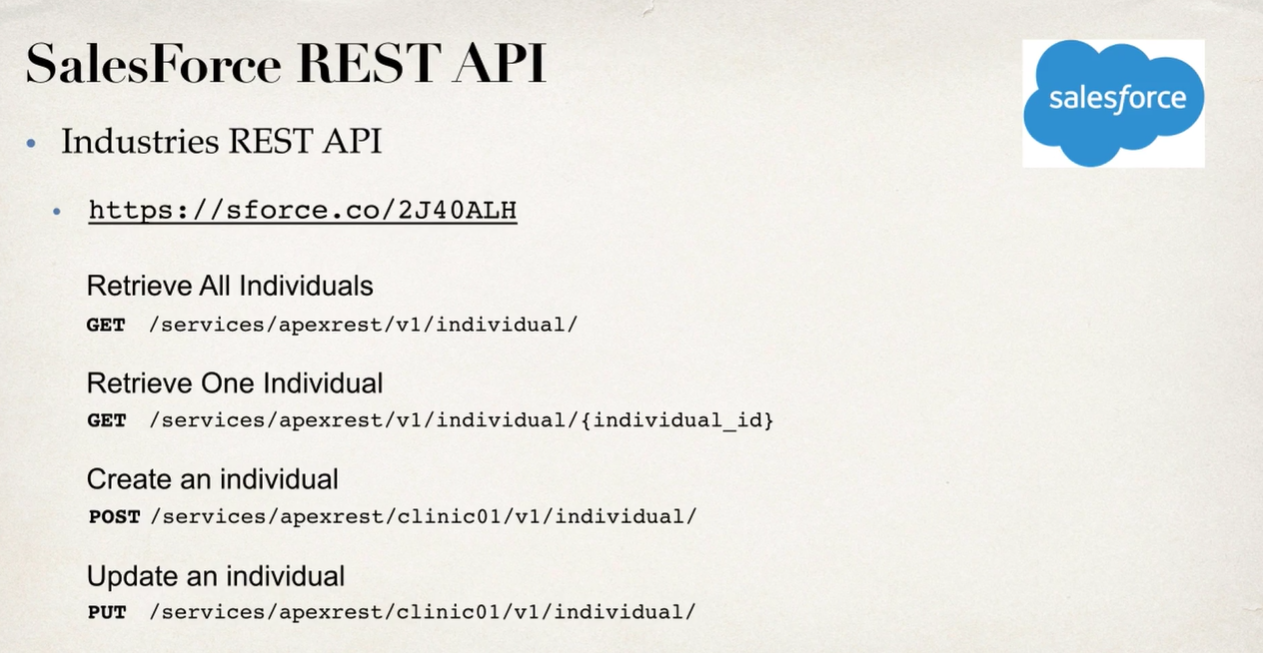 SalesForce REST API
salesforce
• Industries REST API
• https://sforce.co/2J40ALH
Retrieve All Individuals
GET /services/apexrest/v1/individual/
Retrieve One Individual
GET /services/apexrest/v1/individual/{individual_id}
Create an individual
POST /services/apexrest/clinic01/v1/individual/
Update an individual
PUT /services/apexrest/clinic01/v1/individual/